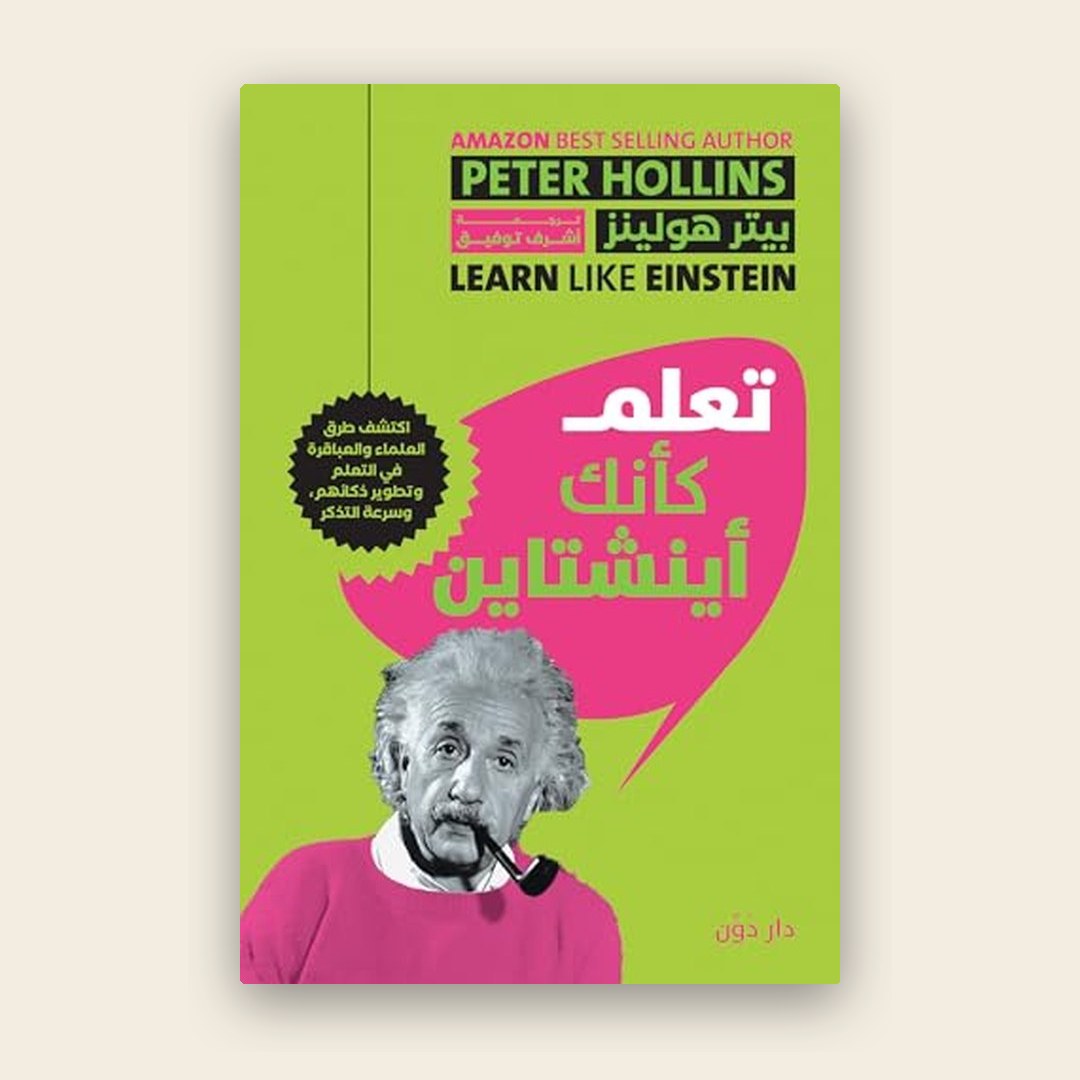 AMAZON BEST SELLING AUTHOR
PETER HOLLINS
بيتر هولينز
ترجمة
أشرف توفيق
LEARN LIKE EINSTEIN
تعلم
كأنك
أينشتاين
اكتشف طرق
العلماء والعباقرة
في التعلم
وتطوير ذكائهم،
وسرعة التذكر
دار دَوِّن